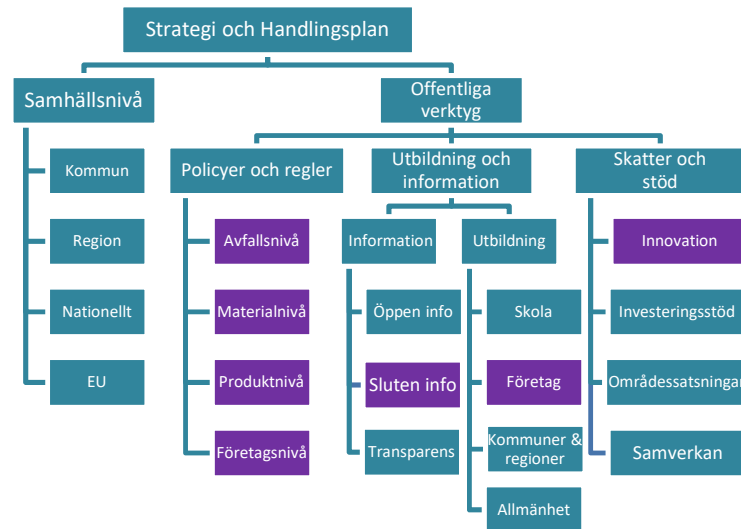 Strategi och Handlingsplan
Samhällsnivå
Offentliga
verktyg
Kommun
Region
Nationellt
EU
Policyer och regler
Avfallsnivå
Materialnivå
Produktnivå
Företagsnivå
Utbildning och
information
Information
Öppen info
Sluten info
Transparens
Utbildning
Skola
Företag
Kommuner &
regioner
Allmänhet
Skatter och
stöd
Innovation
Investeringsstöd
Områdessatsningar
Samverkan